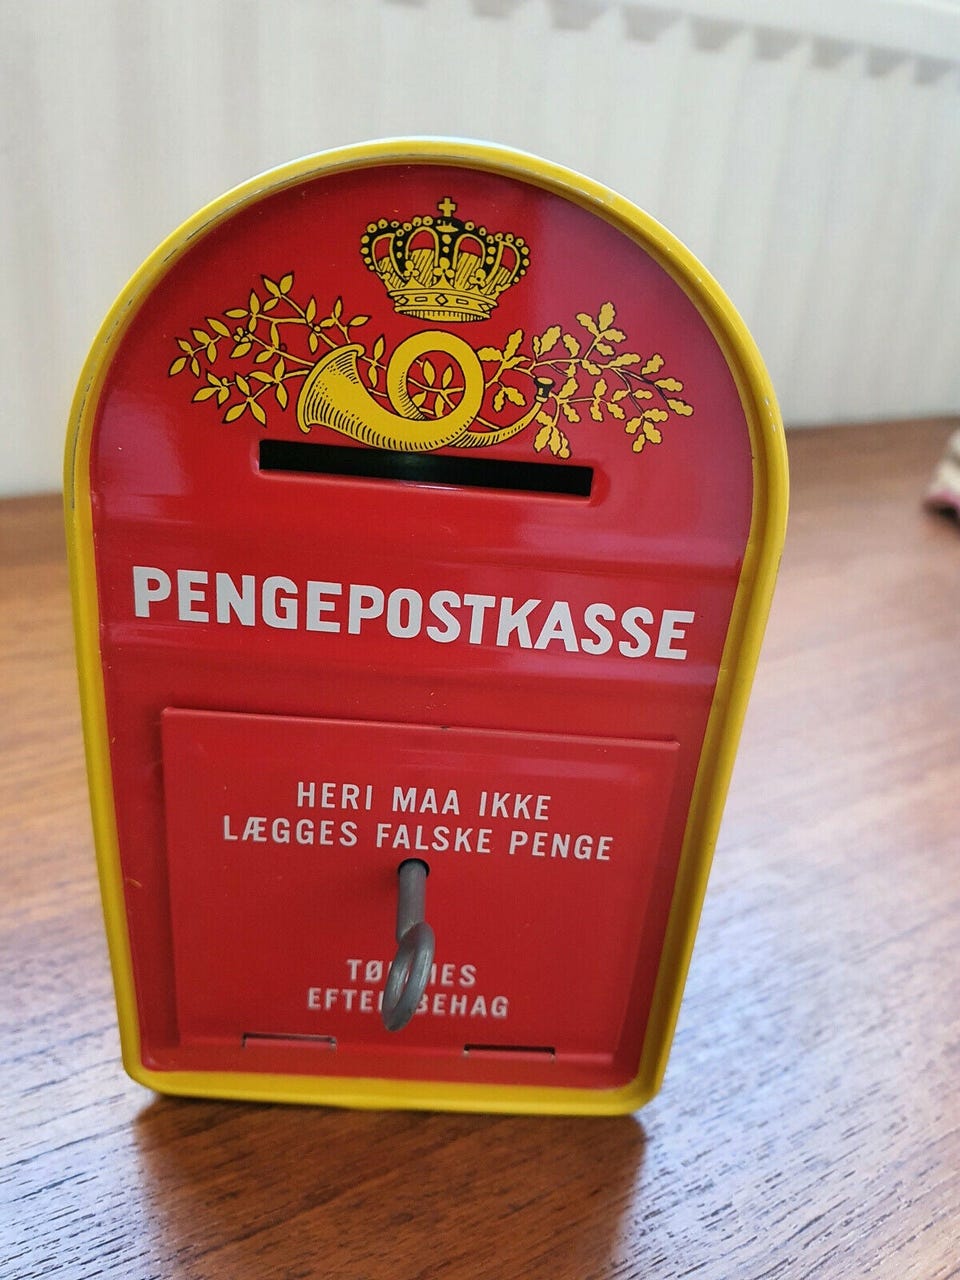 PENGEPOSTKASSE
HERI MAA IKKE
LÆGGES FALSKE PENGE
BEHAG